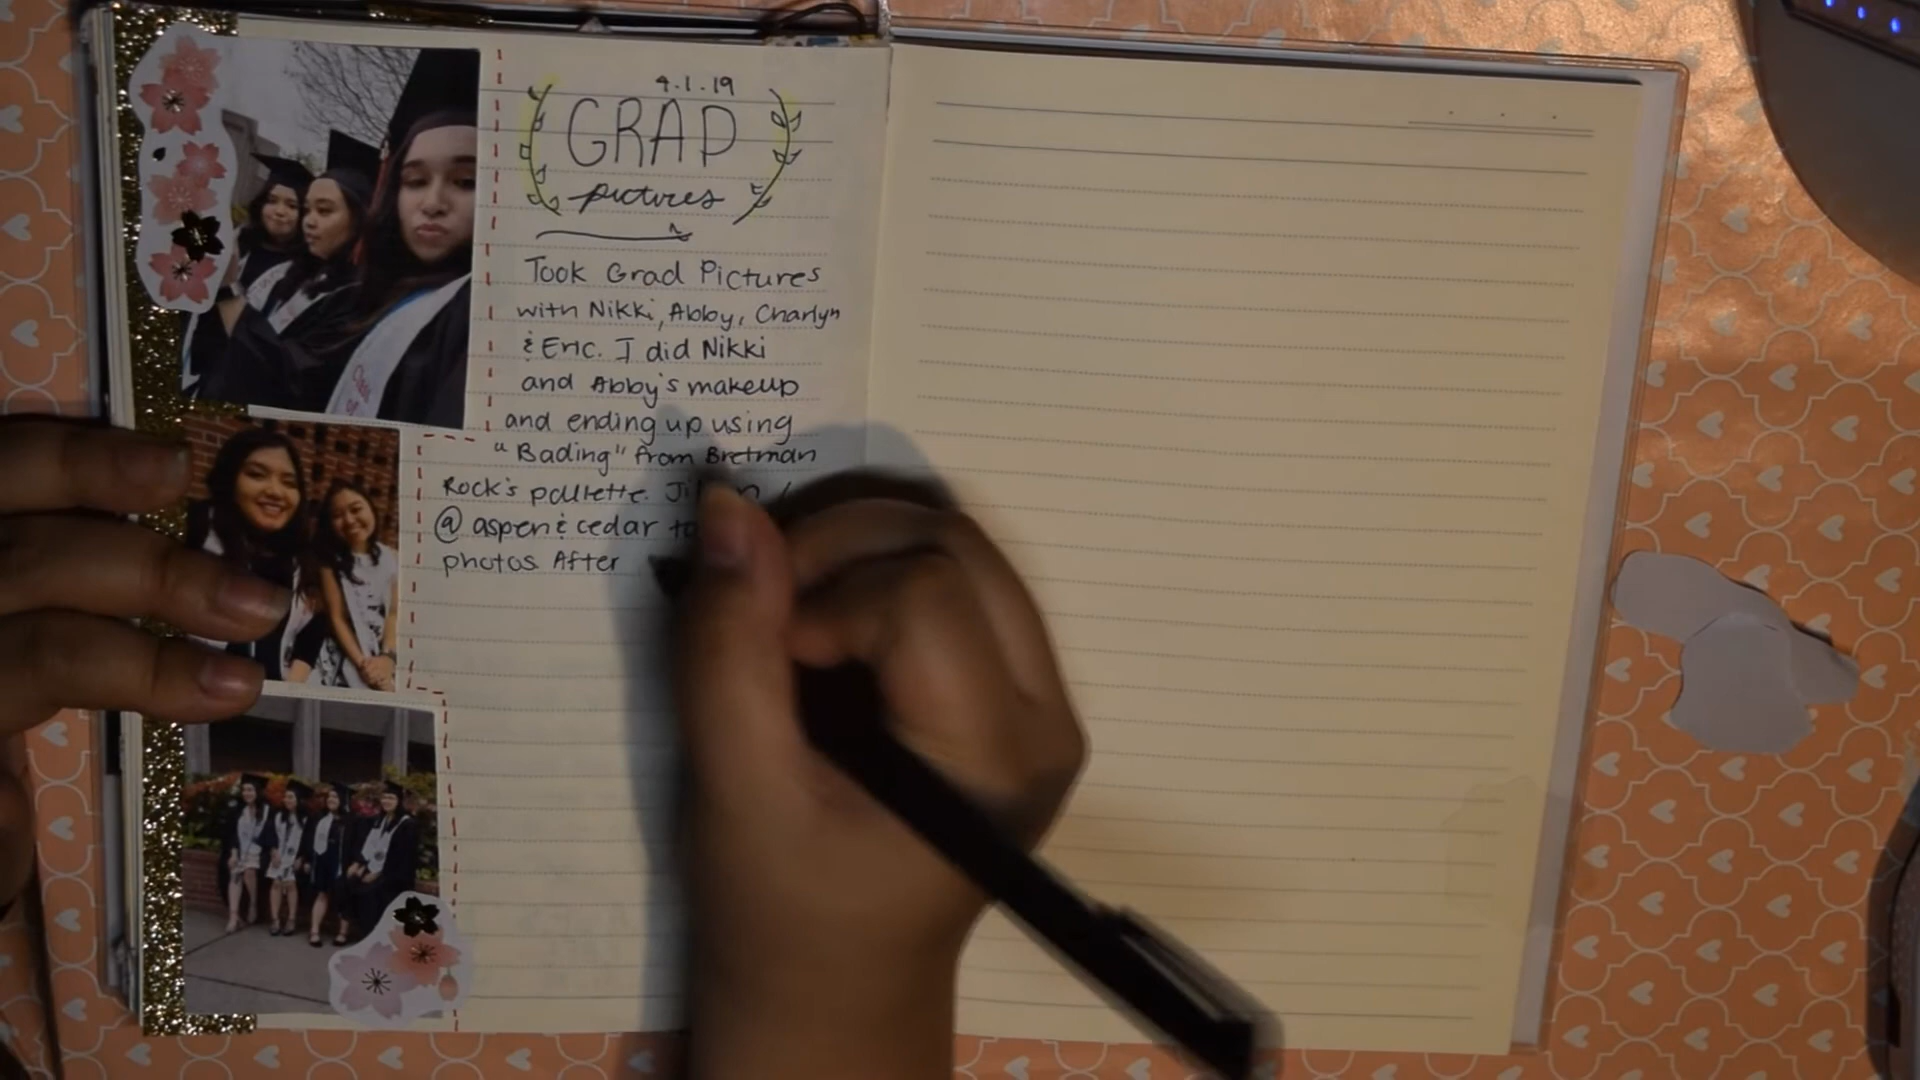 4.1.19
GRAD
pictures
Took Grad Pictures
with Nikki, Abby, Charlyn
& Eric. I did Nikki
and Abby's makeup
and ending up using
"Bading" from Bretman
Rock's pallette.
@ aspen & cedar
photos After